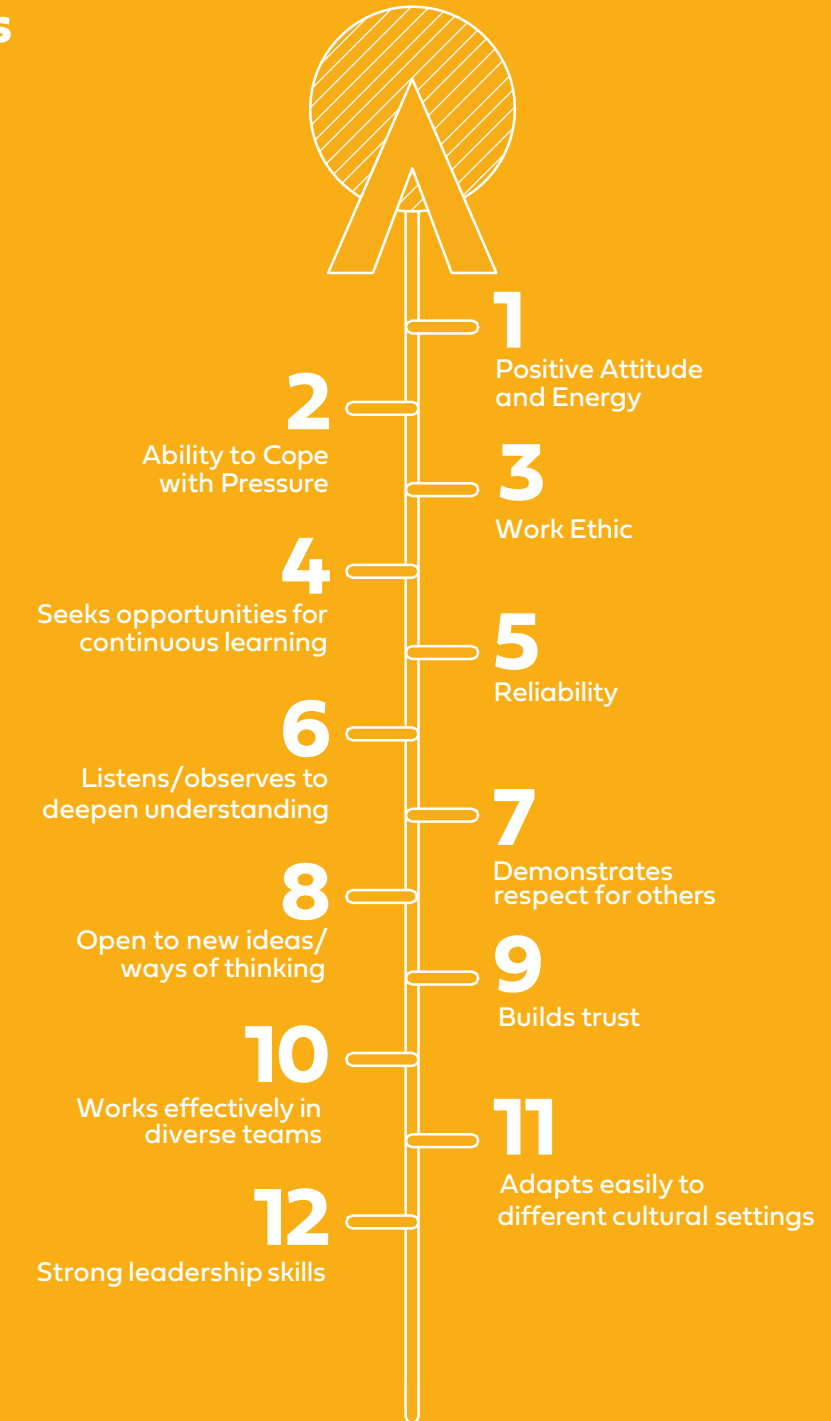 s
1
Positive Attitude
and Energy
2
Ability to Cope
with Pressure
3
Work Ethic
4
Seeks opportunities for
continuous learning
5
Reliability
6
Listens/observes to
deepen understanding
7
Demonstrates
respect for others
8
Open to new ideas/
ways of thinking
9
Builds trust
10
Works effectively in
diverse teams
11
Adapts easily to
different cultural settings
12
Strong leadership skills